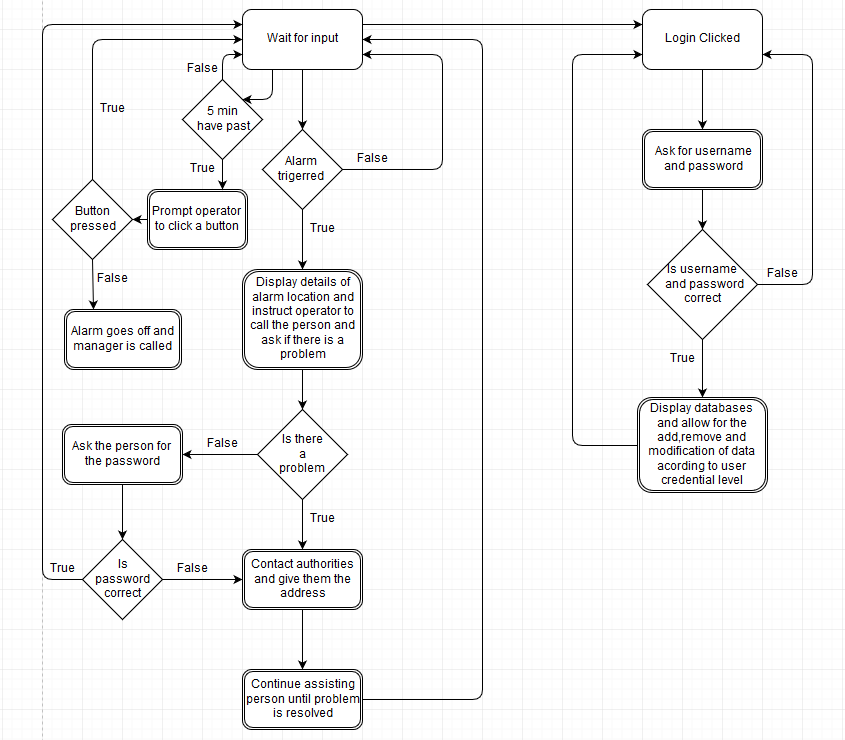 Wait for input
Login Clicked
False
5 min
have past
True
True
Alarm
trigerred
False
Ask for username
and password
Button
pressed
Prompt operator
to click a button
True
False
Is username
and password
correct
False
Display details of
alarm location and
instruct operator to
call the person and
ask if there is a
problem
Alarm goes off and
manager is called
True
Display databases
and allow for the
add,remove and
modification of data
acording to user
credential level
Ask the person for
the password
False
Is there
a
problem
True
True
Is
password
correct
False
Contact authorities
and give them the
address
Continue assisting
person until problem
is resolved